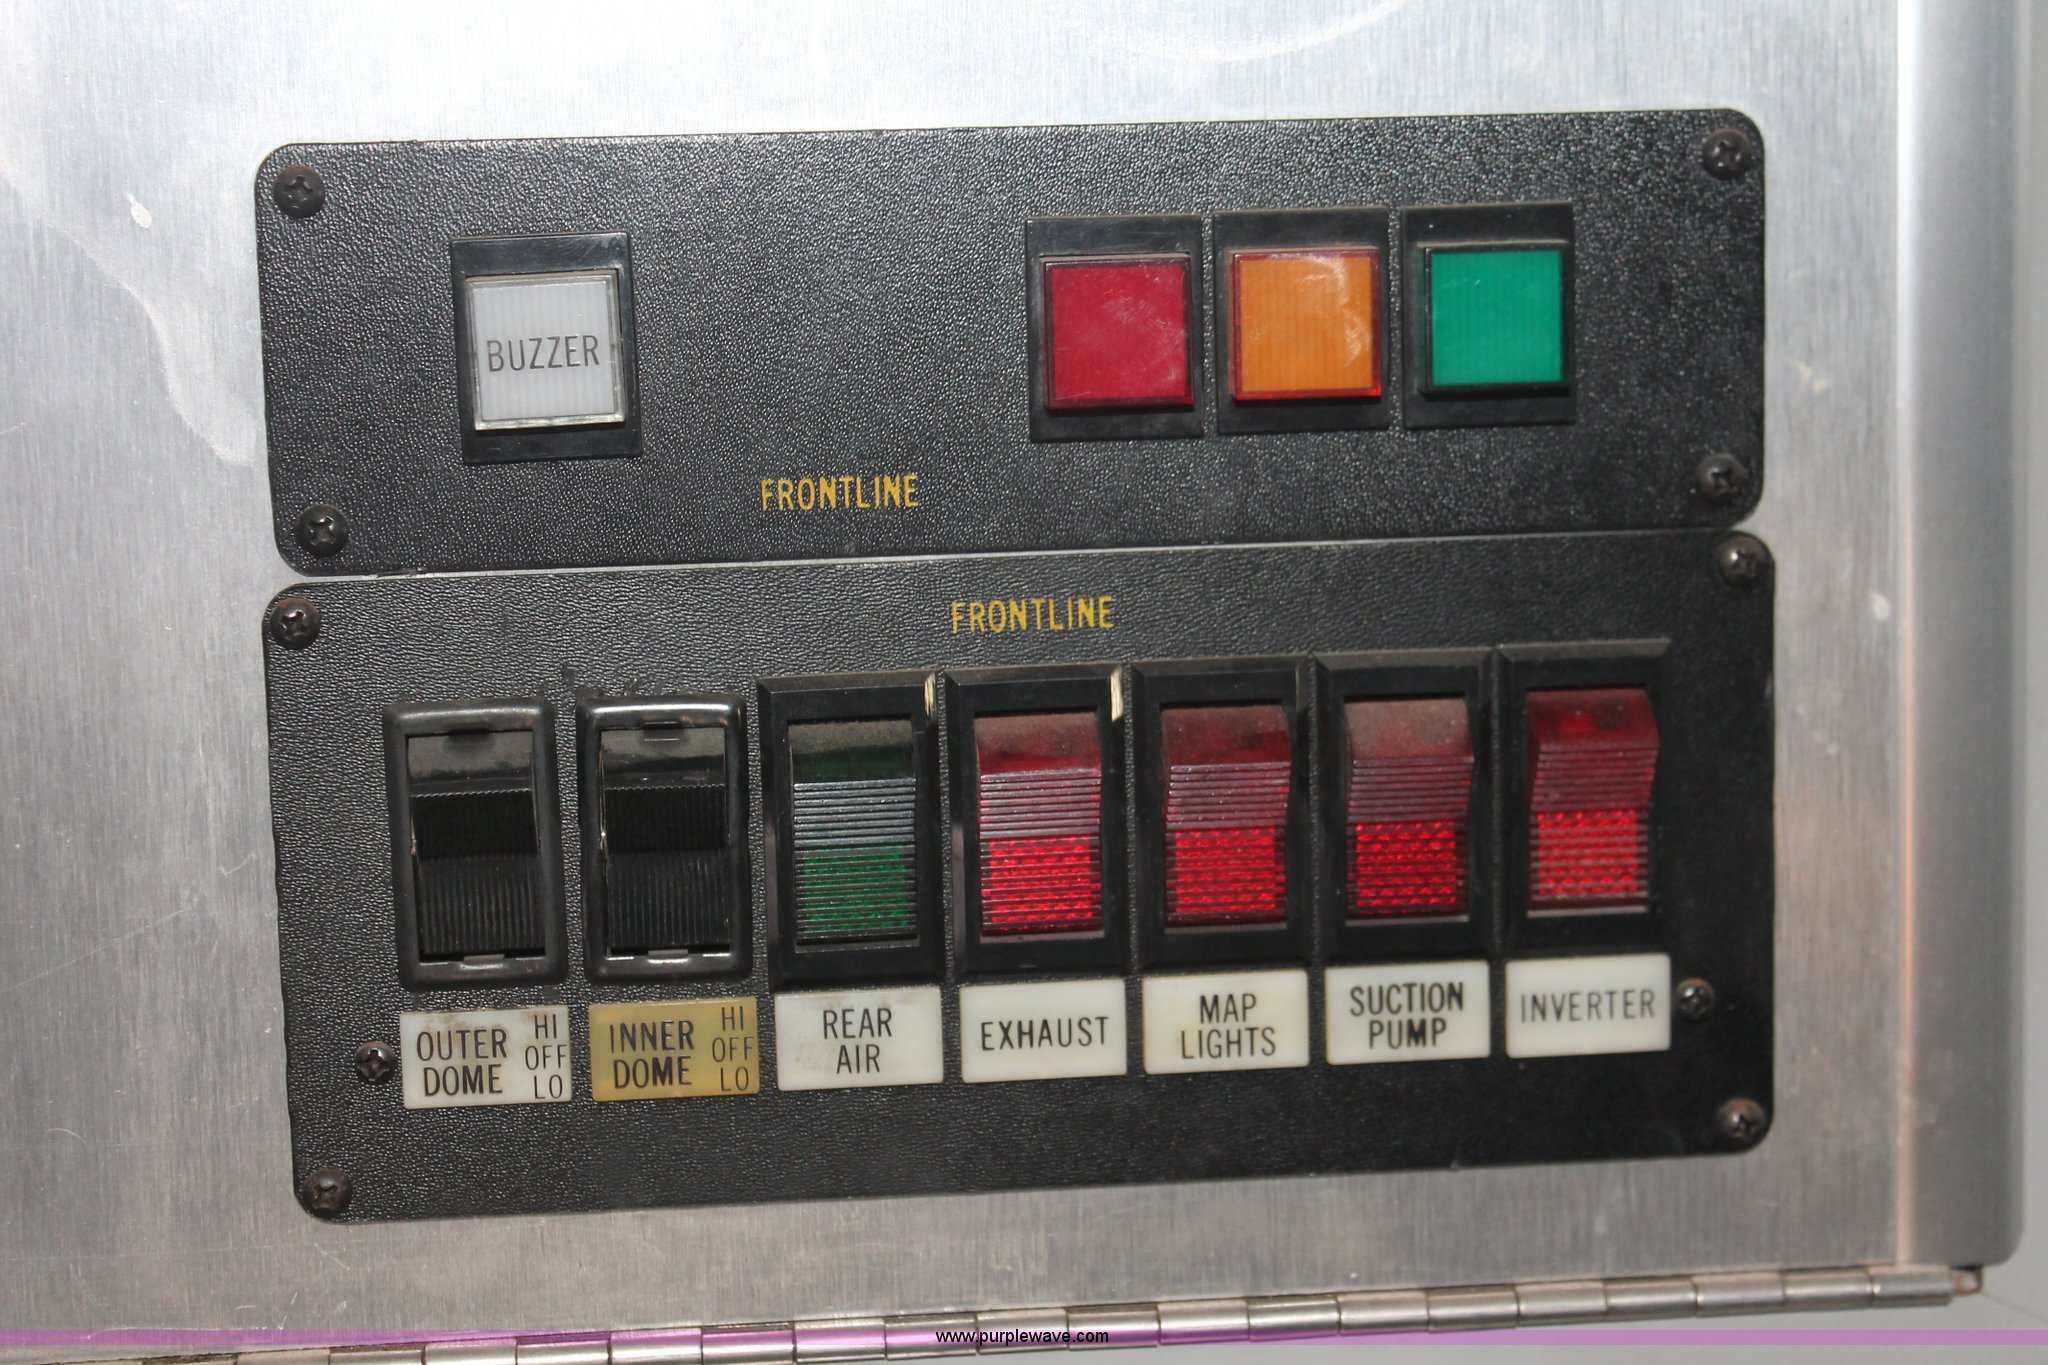 BUZZER
FRONTLINE
FRONTLINE
OUTER DOME HI OFF LO
INNER DOME HI OFF LO
REAR AIR
EXHAUST
MAP LIGHTS
SUCTION PUMP
INVERTER
www.purplewave.com